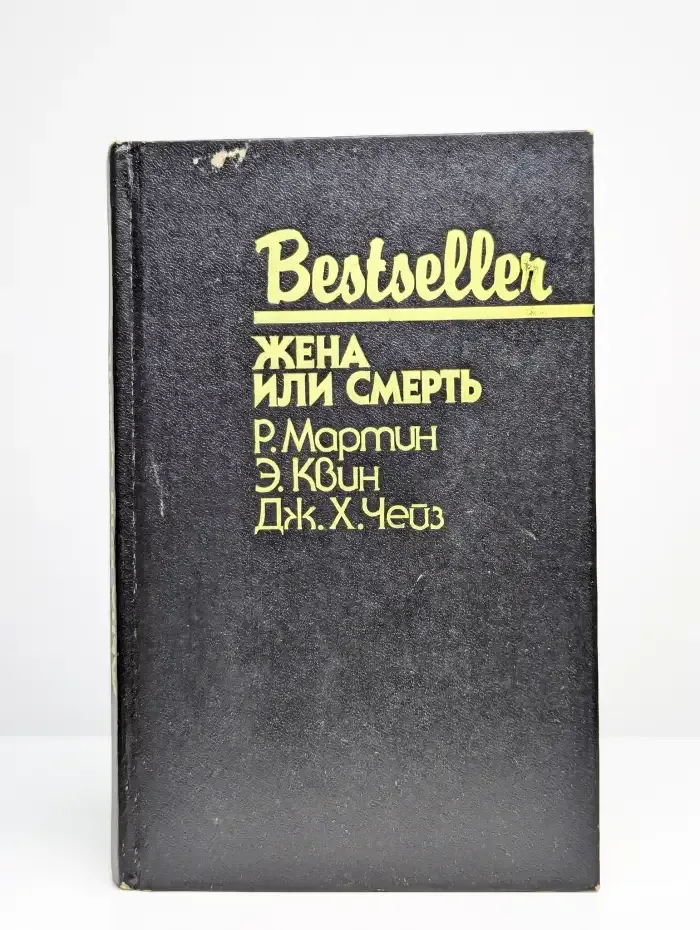 Bestseller
ЖЕНА
ИЛИ СМЕРТЬ
Р. Мартин
Э. Квин
Дж. Х. Чейз